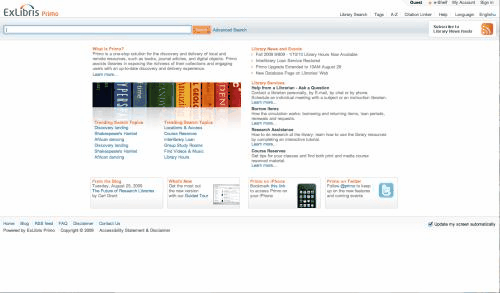 Guest e-Shelf My Account Sign in
ExLibris Primo
Library Search Tags A-Z Citation Linker Help Language:
Search Advanced Search
Subscribe to
Library News feeds
What is Primo?
Primo is a one-stop solution for the discovery and delivery of local and
remote resources, such as books, journal articles, and digital objects. Primo
assists libraries in exposing the richness of their collections and engaging
users with an up-to-date discovery and delivery experience.
Learn more...
Trending Search Topics
Discovery landing
Shakespeare's Hamlet
African dancing
Discovery landing
Shakespeare's Hamlet
African dancing
Trending Search Topics
Locations & Access
Course Reserve
Interlibrary Loan
Group Study Rooms
Find Videos & Music
Library Hours
Library News and Events
Fall 2009 (8/09 - 1/7/10 Library Hours Now Available.
Interlibrary Loan Service Restored
Primo Upgrade Extended to 10AM August 28
New Database Page at Libraries' Web
Library Services
Help from a Librarian - Ask a Question
Contact a librarian personally, by E-mail, by chat or by phone.
Schedule an individual meeting with a subject or an instruction librarian.
Learn more...
Borrow Items
How the circulation works: borrowing and returning items, loan periods,
renewals and requests.
Learn more...
Research Assistance
How to do research at the library: learn how to use the library resources
by completing an interactive tutorial.
Learn more...
Course Reserves
Get tips for your classes and find both print and media course
reserved material.
Learn more...
From the Blog
Tuesday, August 25, 2009
The Future of Research Libraries
by Carl Grant
What's New
Get the most out
the new version
with our Guided Tour
Primo on iPhone
Bookmark this link
to access Primo on
your iPhone
Primo on Twitter
Follow @primo to keep
up on the new features
and coming events
Home Blog RSS feed FAQ Disclaimer Contact Us
Update my screen automatically
Powered by ExLibris Primo Copyright © 2009 Accessibility Statement & Disclaimer